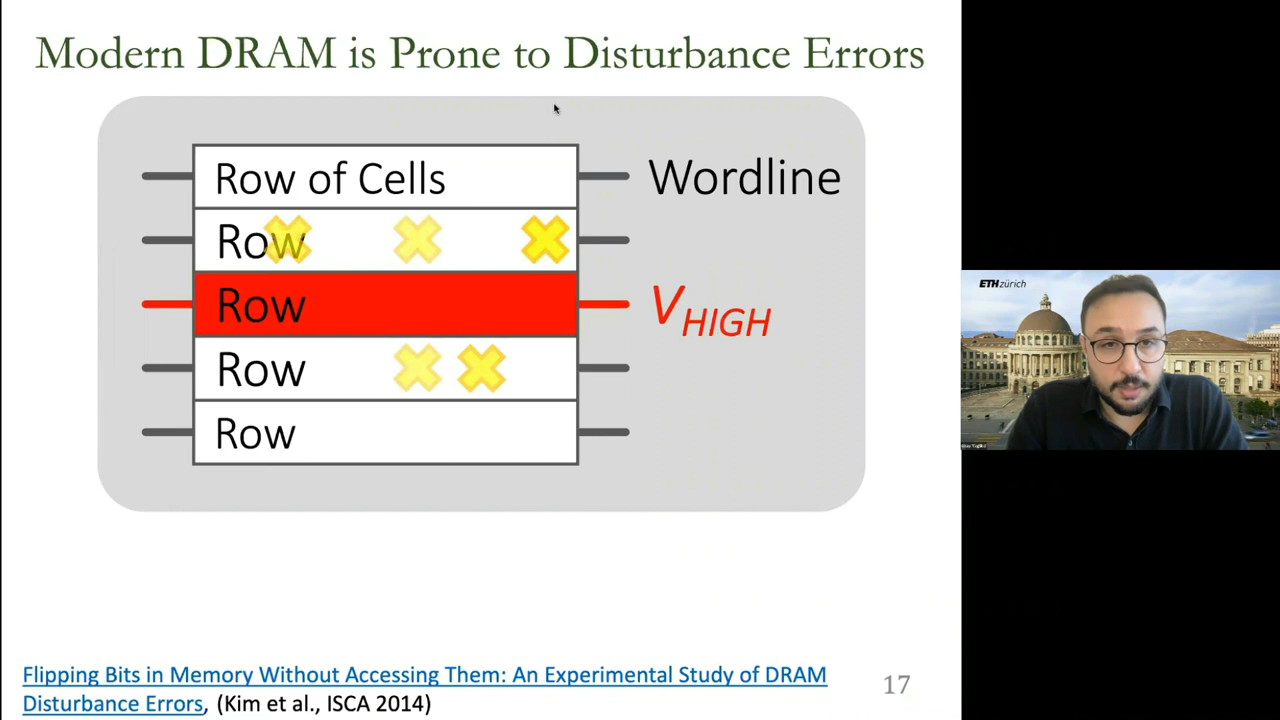 Modern DRAM is Prone to Disturbance Errors
Row of Cells
Wordline
Row
Row
V HIGH
Row
Row
ETH zürich
Flipping Bits in Memory Without Accessing Them: An Experimental Study of DRAM
Disturbance Errors, (Kim et al., ISCA 2014)
17